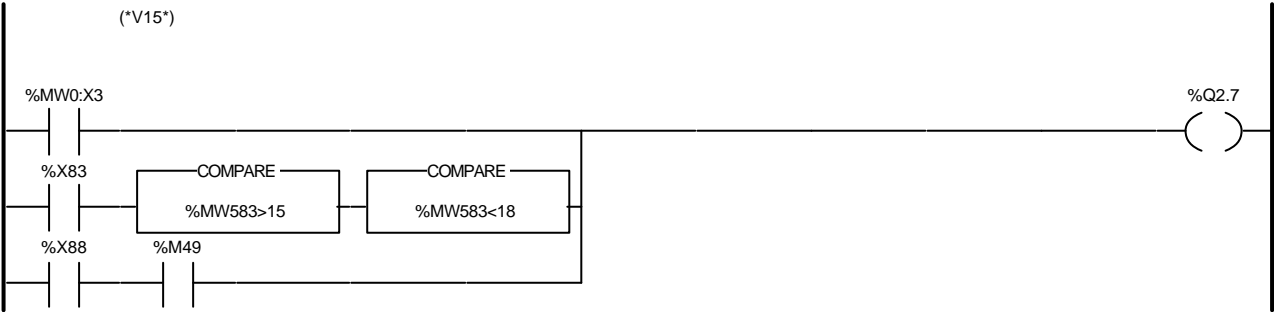 (*V15*)
%MW0:X3 %Q2.7
%X83 COMPARE COMPARE
%MW583>15 %MW583<18
%X88 %M49